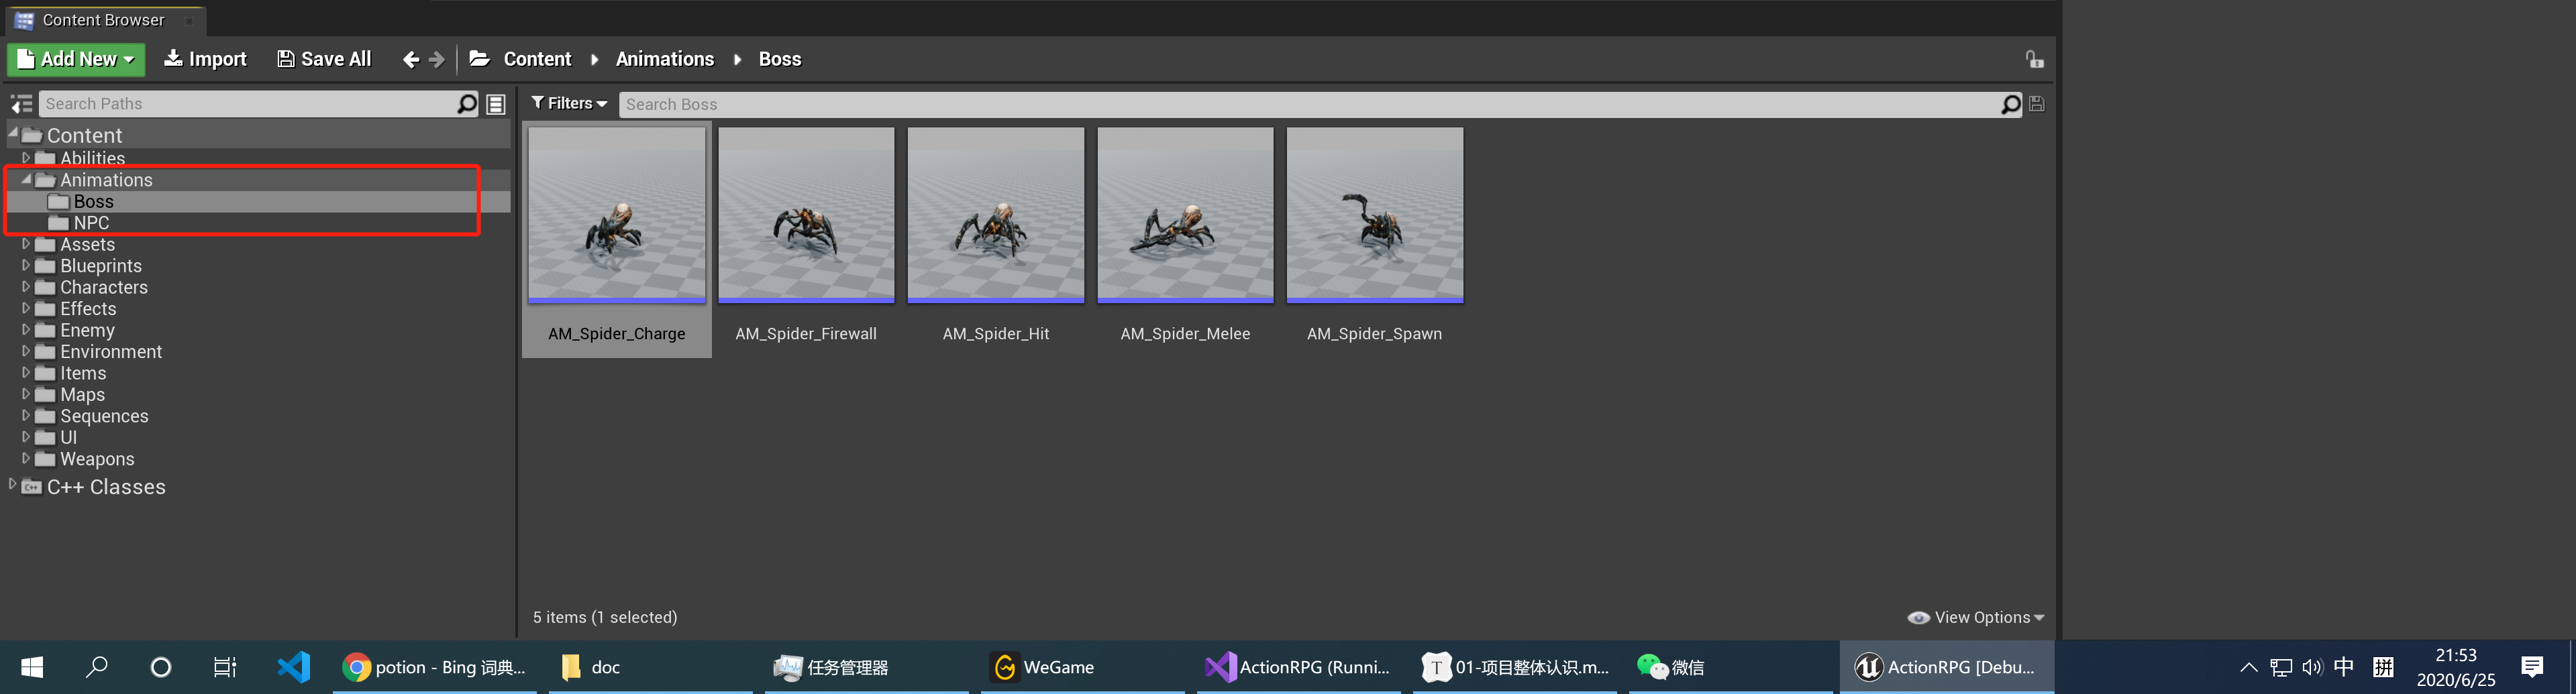 Content Browser
Add New
Import
Save All
Content
Animations
Boss
Search Paths
Filters
Search Boss
Content
Abilities
Animations
Boss
NPC
Assets
Blueprints
Characters
Effects
Enemy
Environment
Items
Maps
Sequences
UI
Weapons
C++ Classes
AM_Spider_Charge
AM_Spider_Firewall
AM_Spider_Hit
AM_Spider_Melee
AM_Spider_Spawn
5 items (1 selected)
View Options
potion - Bing 词典...
doc
任务管理器
WeGame
ActionRPG (Runni...
01-项目整体认识.m...
微信
ActionRPG [Debu...
中
拼
21:53
2020/6/25